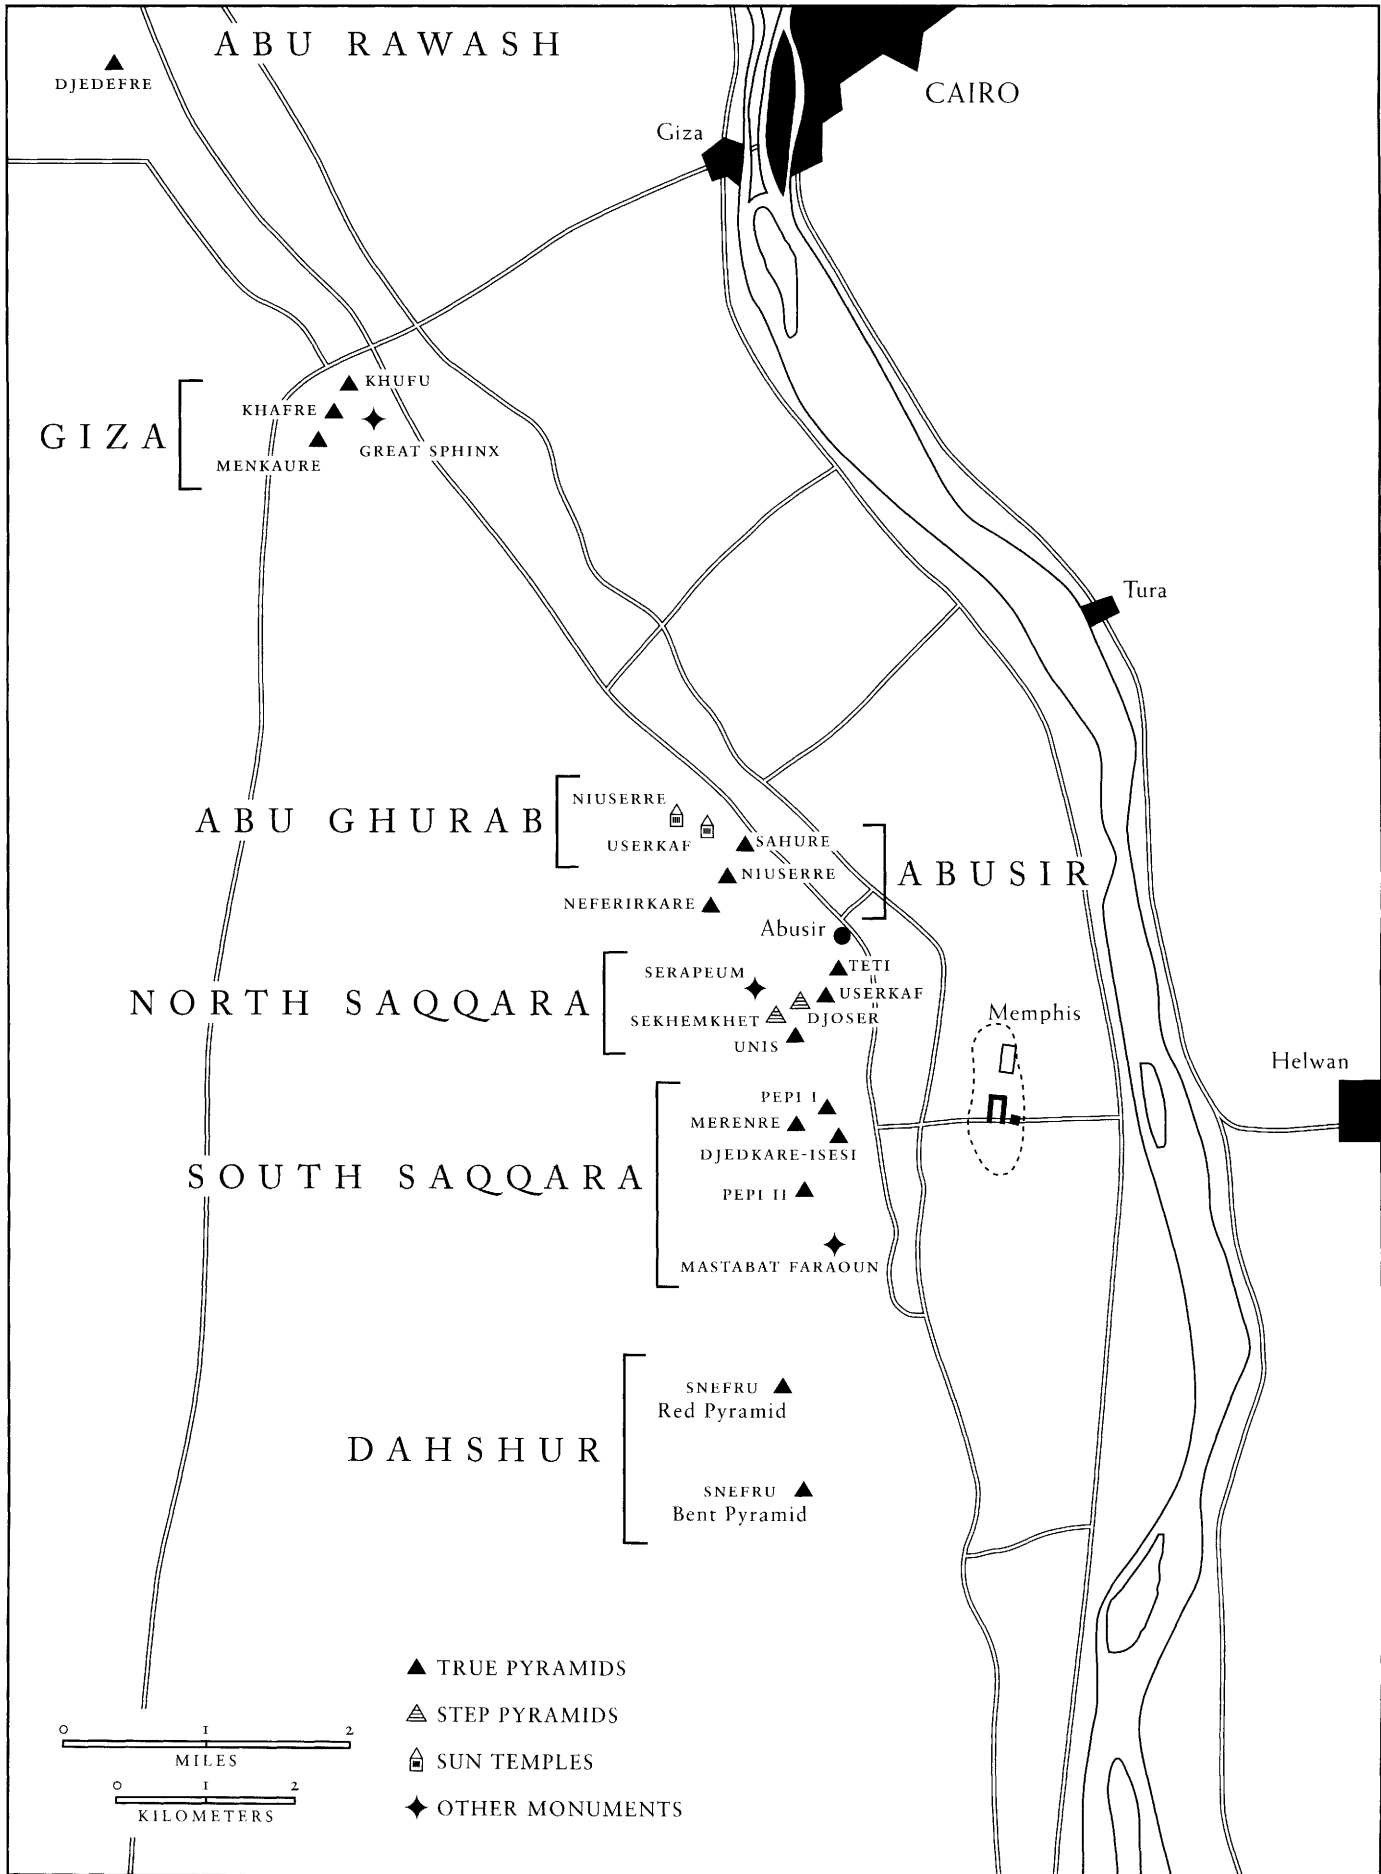 ABU RAWASH
DJEDEFRE
CAIRO
Giza
KHUFU
KHAFRE
GIZA
GREAT SPHINX
MENKAURE
Tura
NIUSERRE
ABU GHURAB
USERKAF
SAHURE
NIUSERRE
ABUSIR
NEFERIRKARE
Abusir
TETI
SERAPEUM
USERKAF
NORTH SAQQARA
SEKHEMKHET
DJOSER
Memphis
UNIS
Helwan
PEPI I
MERENRE
DJEDKARE-ISESI
SOUTH SAQQARA
PEPI II
MASTABAT FARAOUN
SNEFRU
Red Pyramid
DAHSHUR
SNEFRU
Bent Pyramid
TRUE PYRAMIDS
STEP PYRAMIDS
SUN TEMPLES
OTHER MONUMENTS
0 1 2
MILES
0 1 2
KILOMETERS